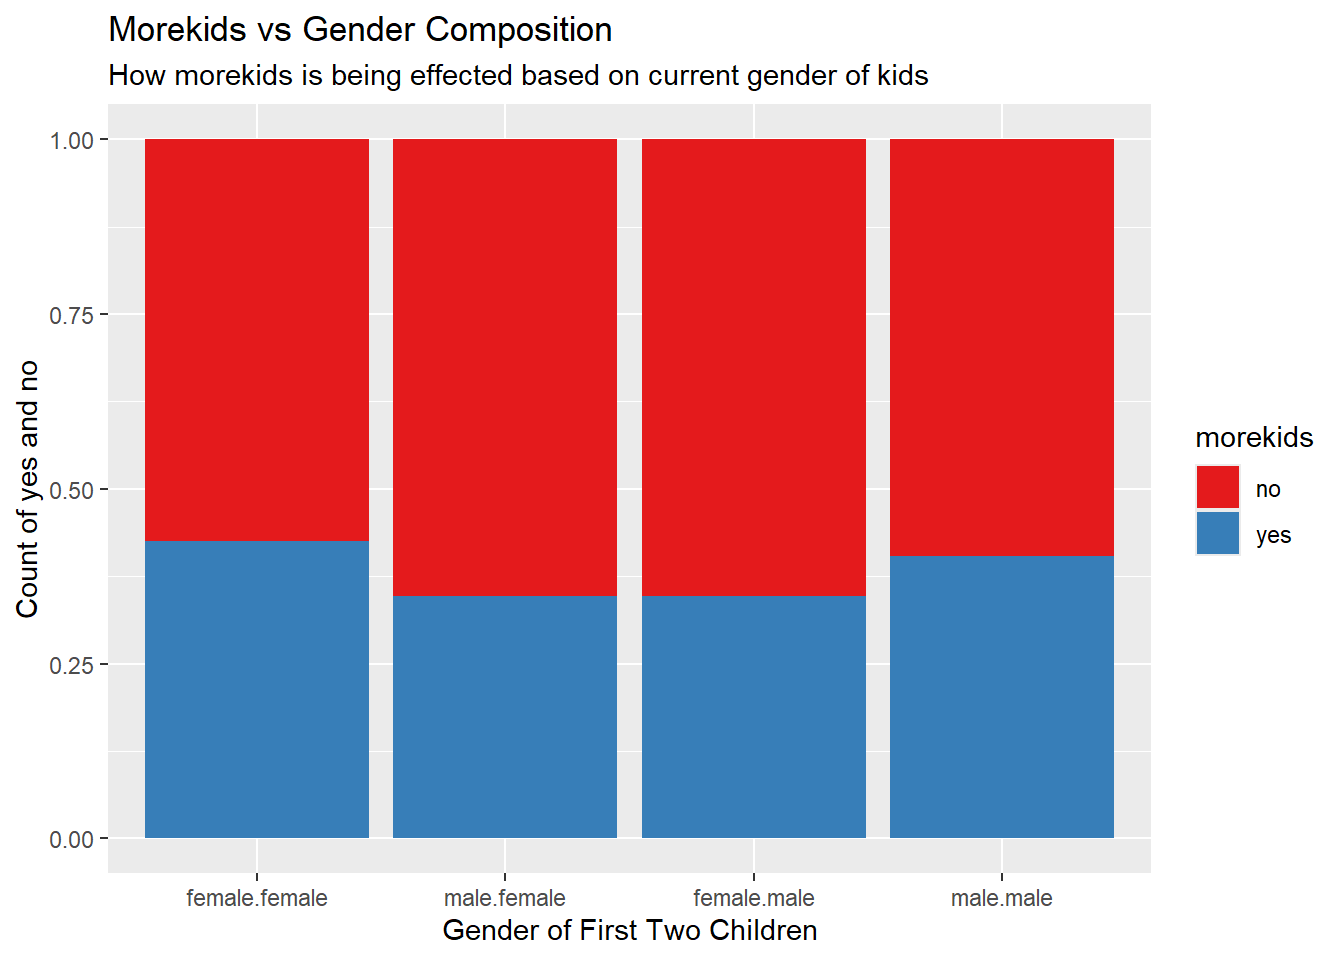 Morekids vs Gender Composition
How morekids is being effected based on current gender of kids
1.00
0.75
0.50
0.25
0.00
Count of yes and no
female.female
male.female
female.male
male.male
Gender of First Two Children
morekids
no
yes